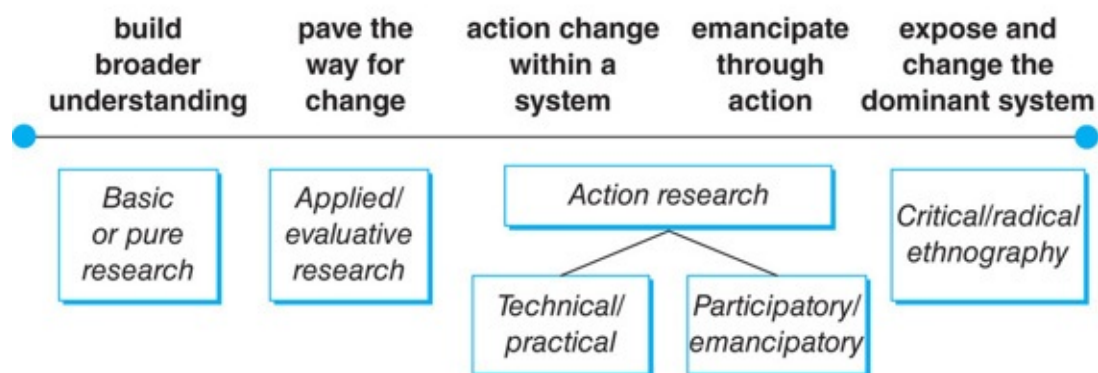 build
broader
understanding
pave the
way for
change
action change
within a
system
emancipate
through
action
expose and
change the
dominant system
Basic
or pure
research
Applied/
evaluative
research
Action research
Technical/
practical
Participatory/
emancipatory
Critical/radical
ethnography